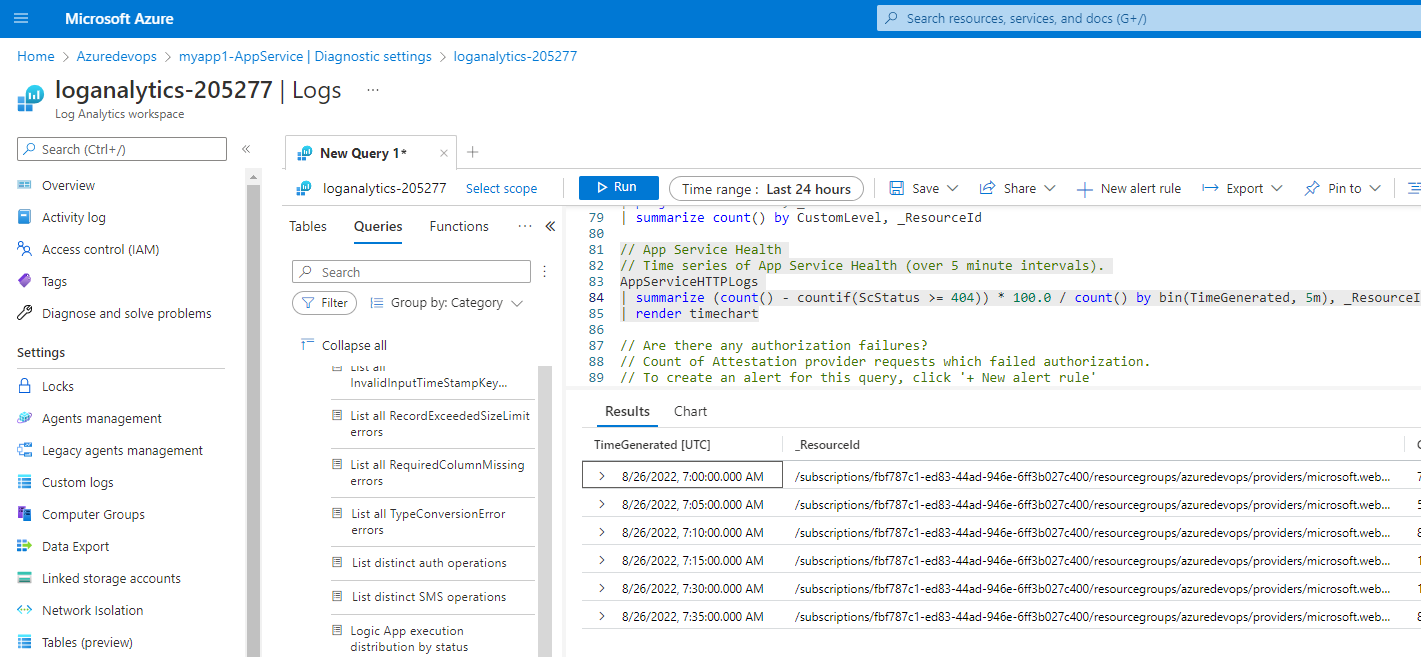 Microsoft Azure
Search resources, services, and docs (G+/)
Home > Azuredevops > myapp1-AppService | Diagnostic settings > loganalytics-205277
loganalytics-205277 | Logs ...
Log Analytics workspace
Search (Ctrl+/)
«
Overview
Activity log
Access control (IAM)
Tags
Diagnose and solve problems
Settings
Locks
Agents management
Legacy agents management
Custom logs
Computer Groups
Data Export
Linked storage accounts
Network Isolation
Tables (preview)
New Query 1*
loganalytics-205277 Select scope
Run
Time range : Last 24 hours
Save
Share
New alert rule
Export
Pin to
Tables Queries Functions ... «
Search
Filter
Group by: Category
Collapse all
List all
InvalidInputTimeStampKey...
List all RecordExceededSizeLimit
errors
List all RequiredColumnMissing
errors
List all TypeConversionError
errors
List distinct auth operations
List distinct SMS operations
Logic App execution
distribution by status
79 | summarize count() by CustomLevel, _ResourceId
80
81 // App Service Health
82 // Time series of App Service Health (over 5 minute intervals).
83 AppServiceHTTPLogs
84 | summarize (count() - countif(ScStatus >= 404)) * 100.0 / count() by bin(TimeGenerated, 5m), _ResourceI
85 | render timechart
86
87 // Are there any authorization failures?
88 // Count of Attestation provider requests which failed authorization.
89 // To create an alert for this query, click '+ New alert rule'
Results Chart
TimeGenerated [UTC] _ResourceId
8/26/2022, 7:00:00.000 AM /subscriptions/fbf787c1-ed83-44ad-946e-6ff3b027c400/resourcegroups/azuredevops/providers/microsoft.web...
8/26/2022, 7:05:00.000 AM /subscriptions/fbf787c1-ed83-44ad-946e-6ff3b027c400/resourcegroups/azuredevops/providers/microsoft.web...
8/26/2022, 7:10:00.000 AM /subscriptions/fbf787c1-ed83-44ad-946e-6ff3b027c400/resourcegroups/azuredevops/providers/microsoft.web...
8/26/2022, 7:15:00.000 AM /subscriptions/fbf787c1-ed83-44ad-946e-6ff3b027c400/resourcegroups/azuredevops/providers/microsoft.web...
8/26/2022, 7:30:00.000 AM /subscriptions/fbf787c1-ed83-44ad-946e-6ff3b027c400/resourcegroups/azuredevops/providers/microsoft.web...
8/26/2022, 7:35:00.000 AM /subscriptions/fbf787c1-ed83-44ad-946e-6ff3b027c400/resourcegroups/azuredevops/providers/microsoft.web...